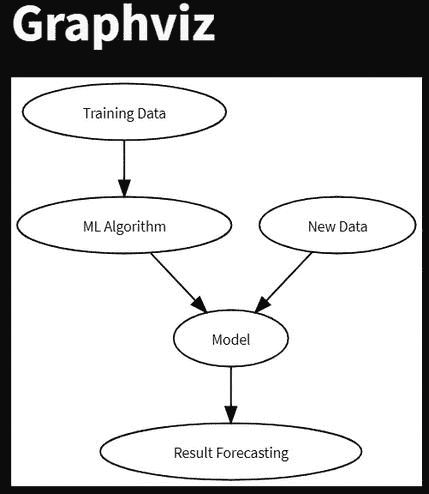 Graphviz
Training Data
ML Algorithm
New Data
Model
Result Forecasting